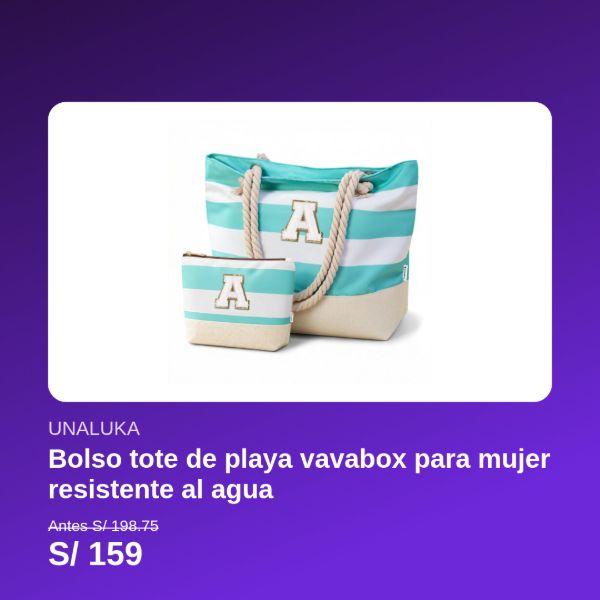 A
A
UNALUKA
Bolso tote de playa vavabox para mujer
resistente al agua
Antes S/ 198.75
S/ 159